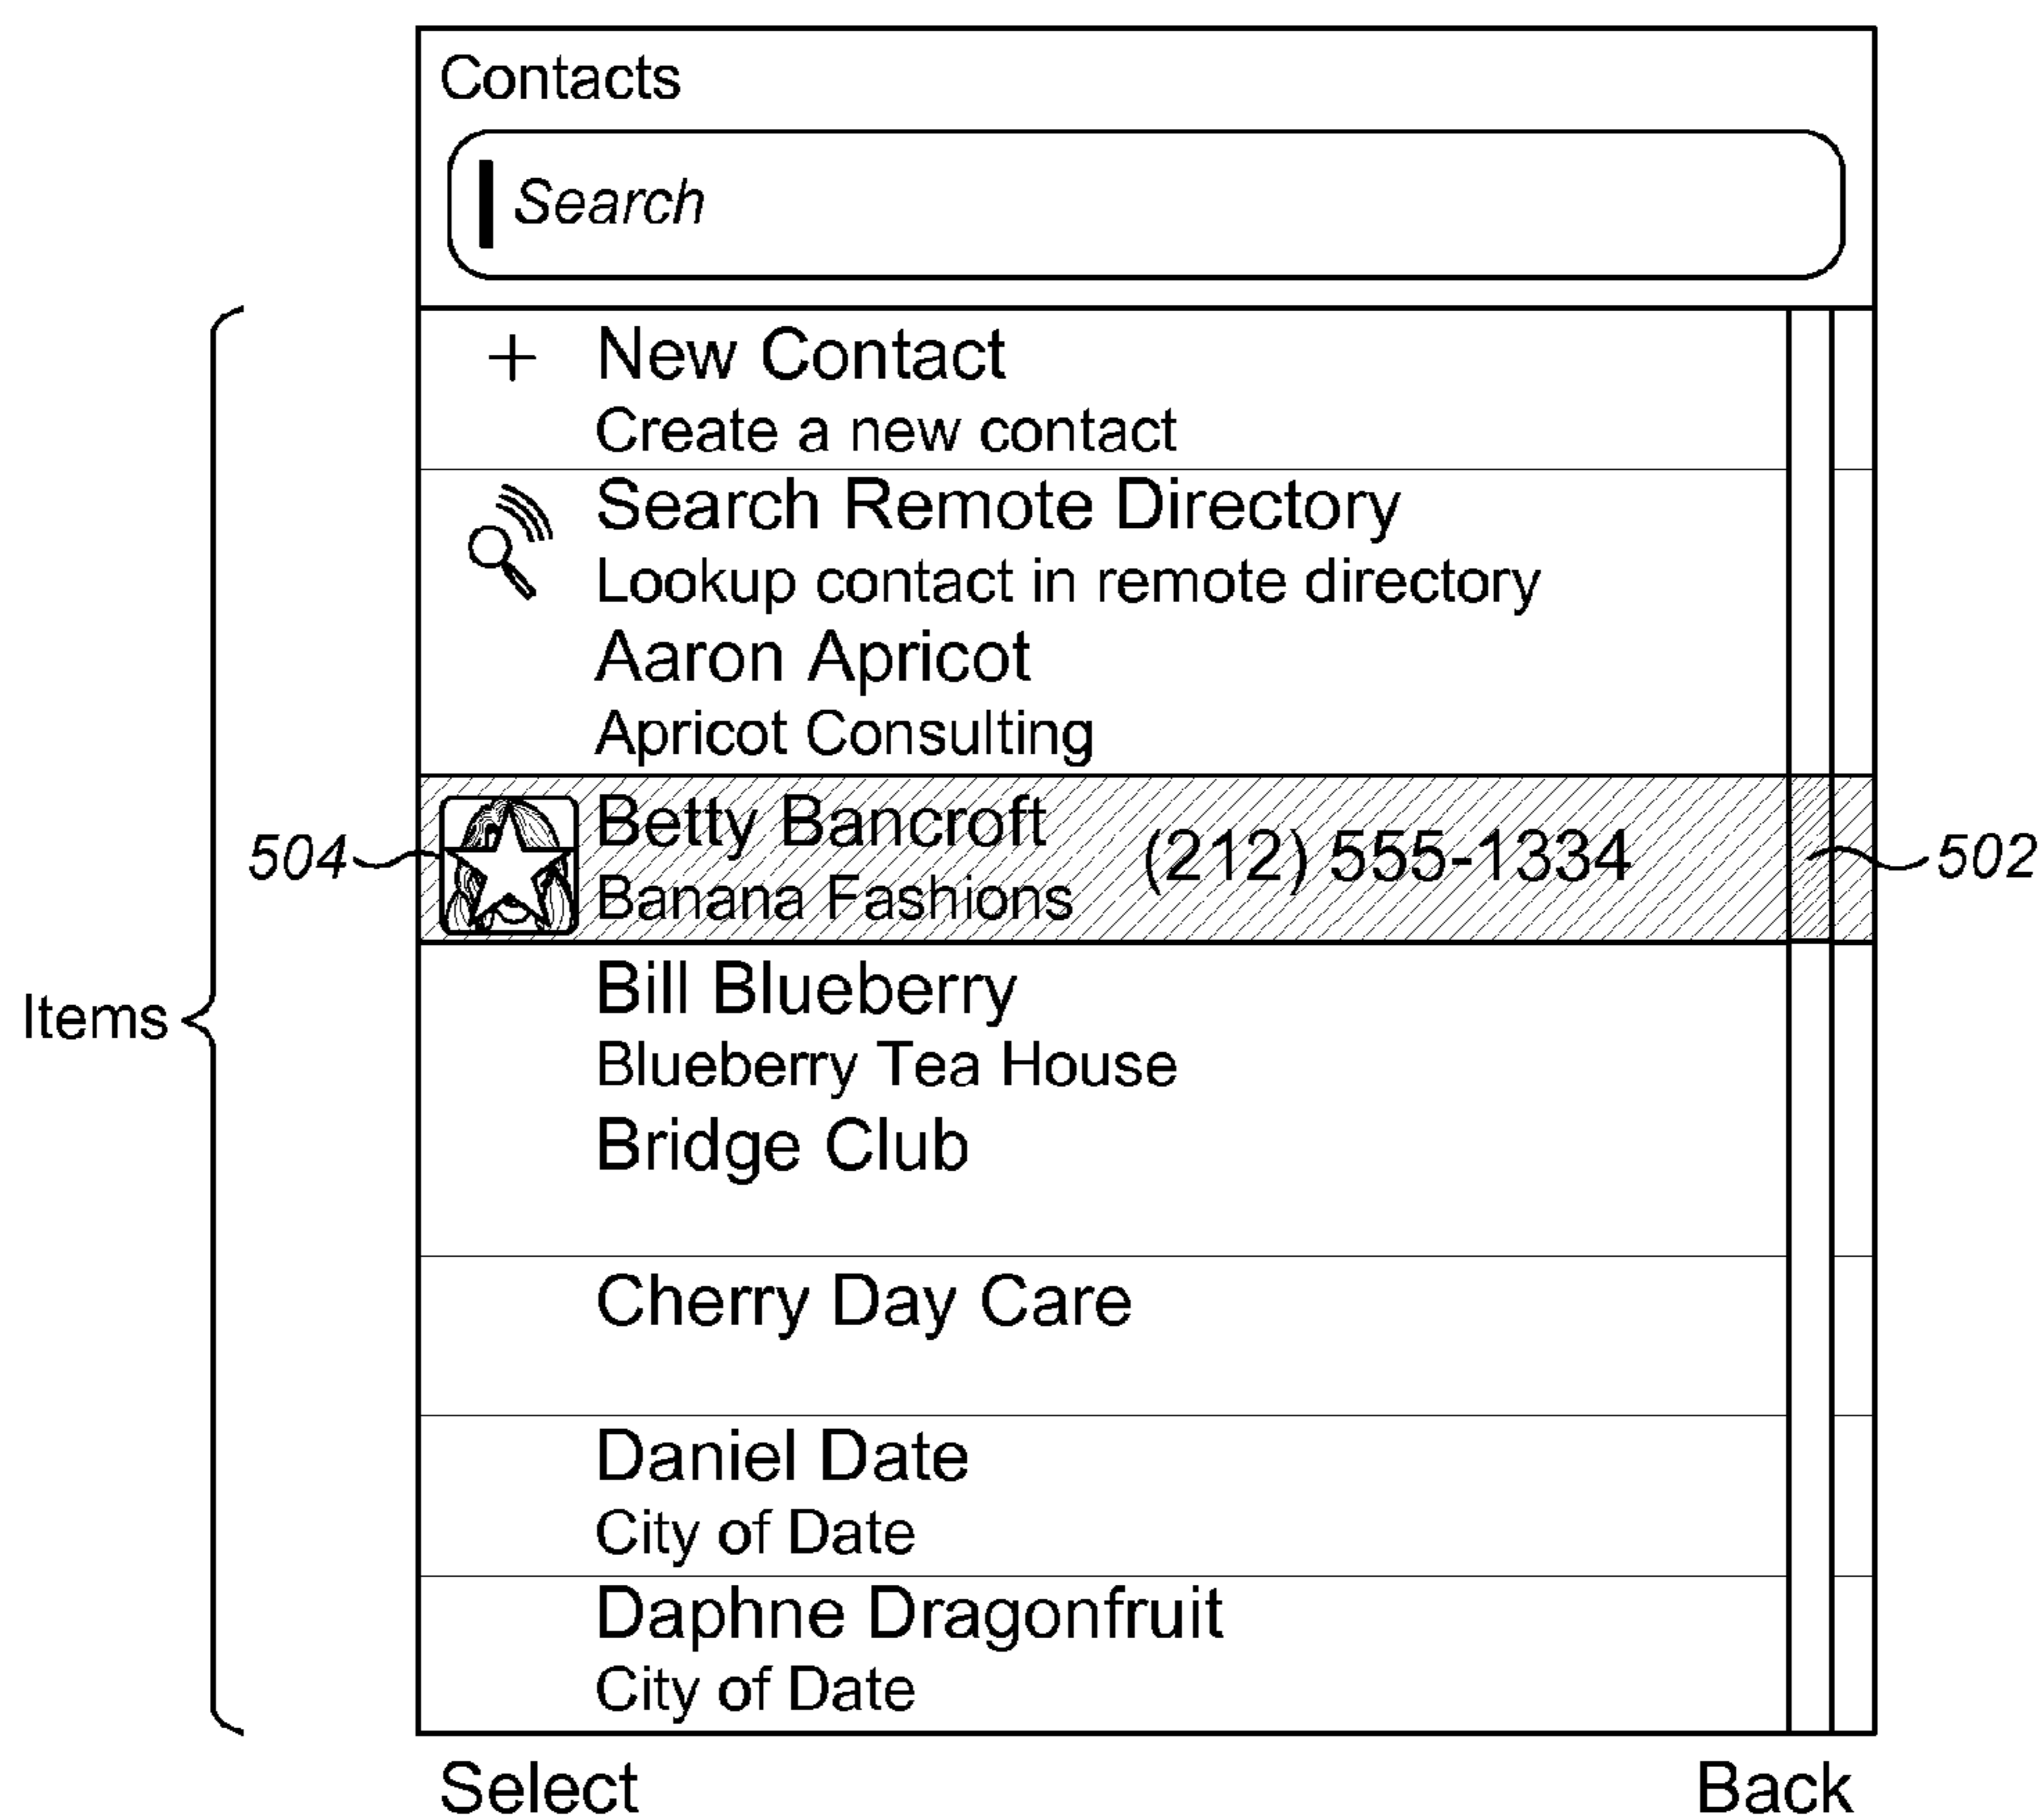 Contacts
Search
+ New Contact
Create a new contact
Search Remote Directory
Lookup contact in remote directory
Aaron Apricot
Apricot Consulting
504
Betty Bancroft
(212) 555-1334
502
Banana Fashions
Items
Bill Blueberry
Blueberry Tea House
Bridge Club
Cherry Day Care
Daniel Date
City of Date
Daphne Dragonfruit
City of Date
Select
Back